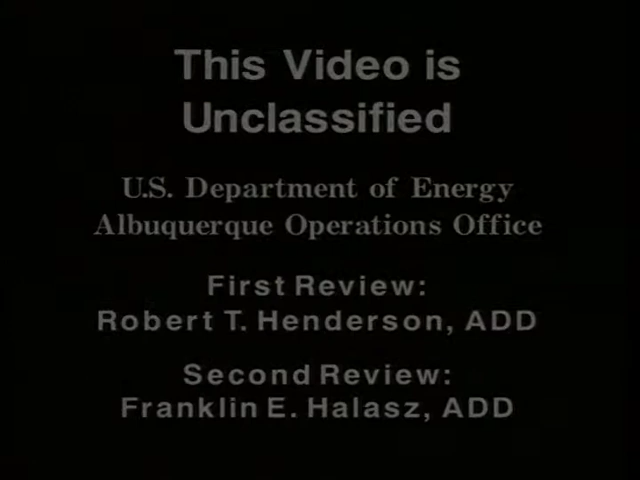 This Video is
Unclassified
U.S. Department of Energy
Albuquerque Operations Office
First Review:
Robert T. Henderson, ADD
Second Review:
Franklin E. Halasz, ADD